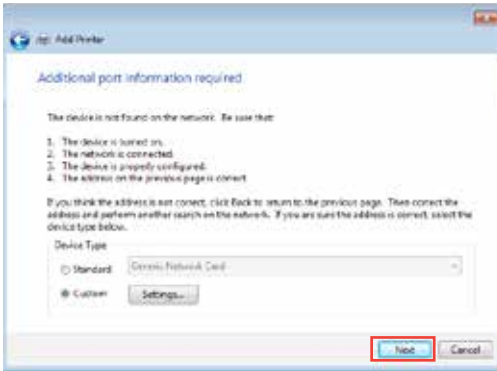 Add Printer
Additional port information required
The device is not found on the network. Be sure that:
1. The device is turned on.
2. The network is connected.
3. The device is properly configured.
4. The address on the previous page is correct.
If you think the address is not correct, click Back to return to the previous page. Then correct the
address and perform another search on the network. If you are sure the address is correct, select the
device type below.
Device Type
Standard Generic Network Card
Custom Settings...
Next Cancel